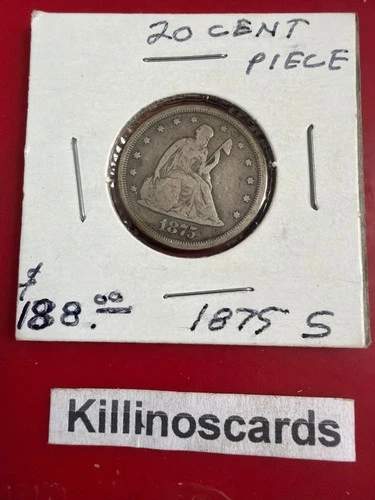 20 CENT
PIECE
1875
$
188.00
1875 S
Killinoscards